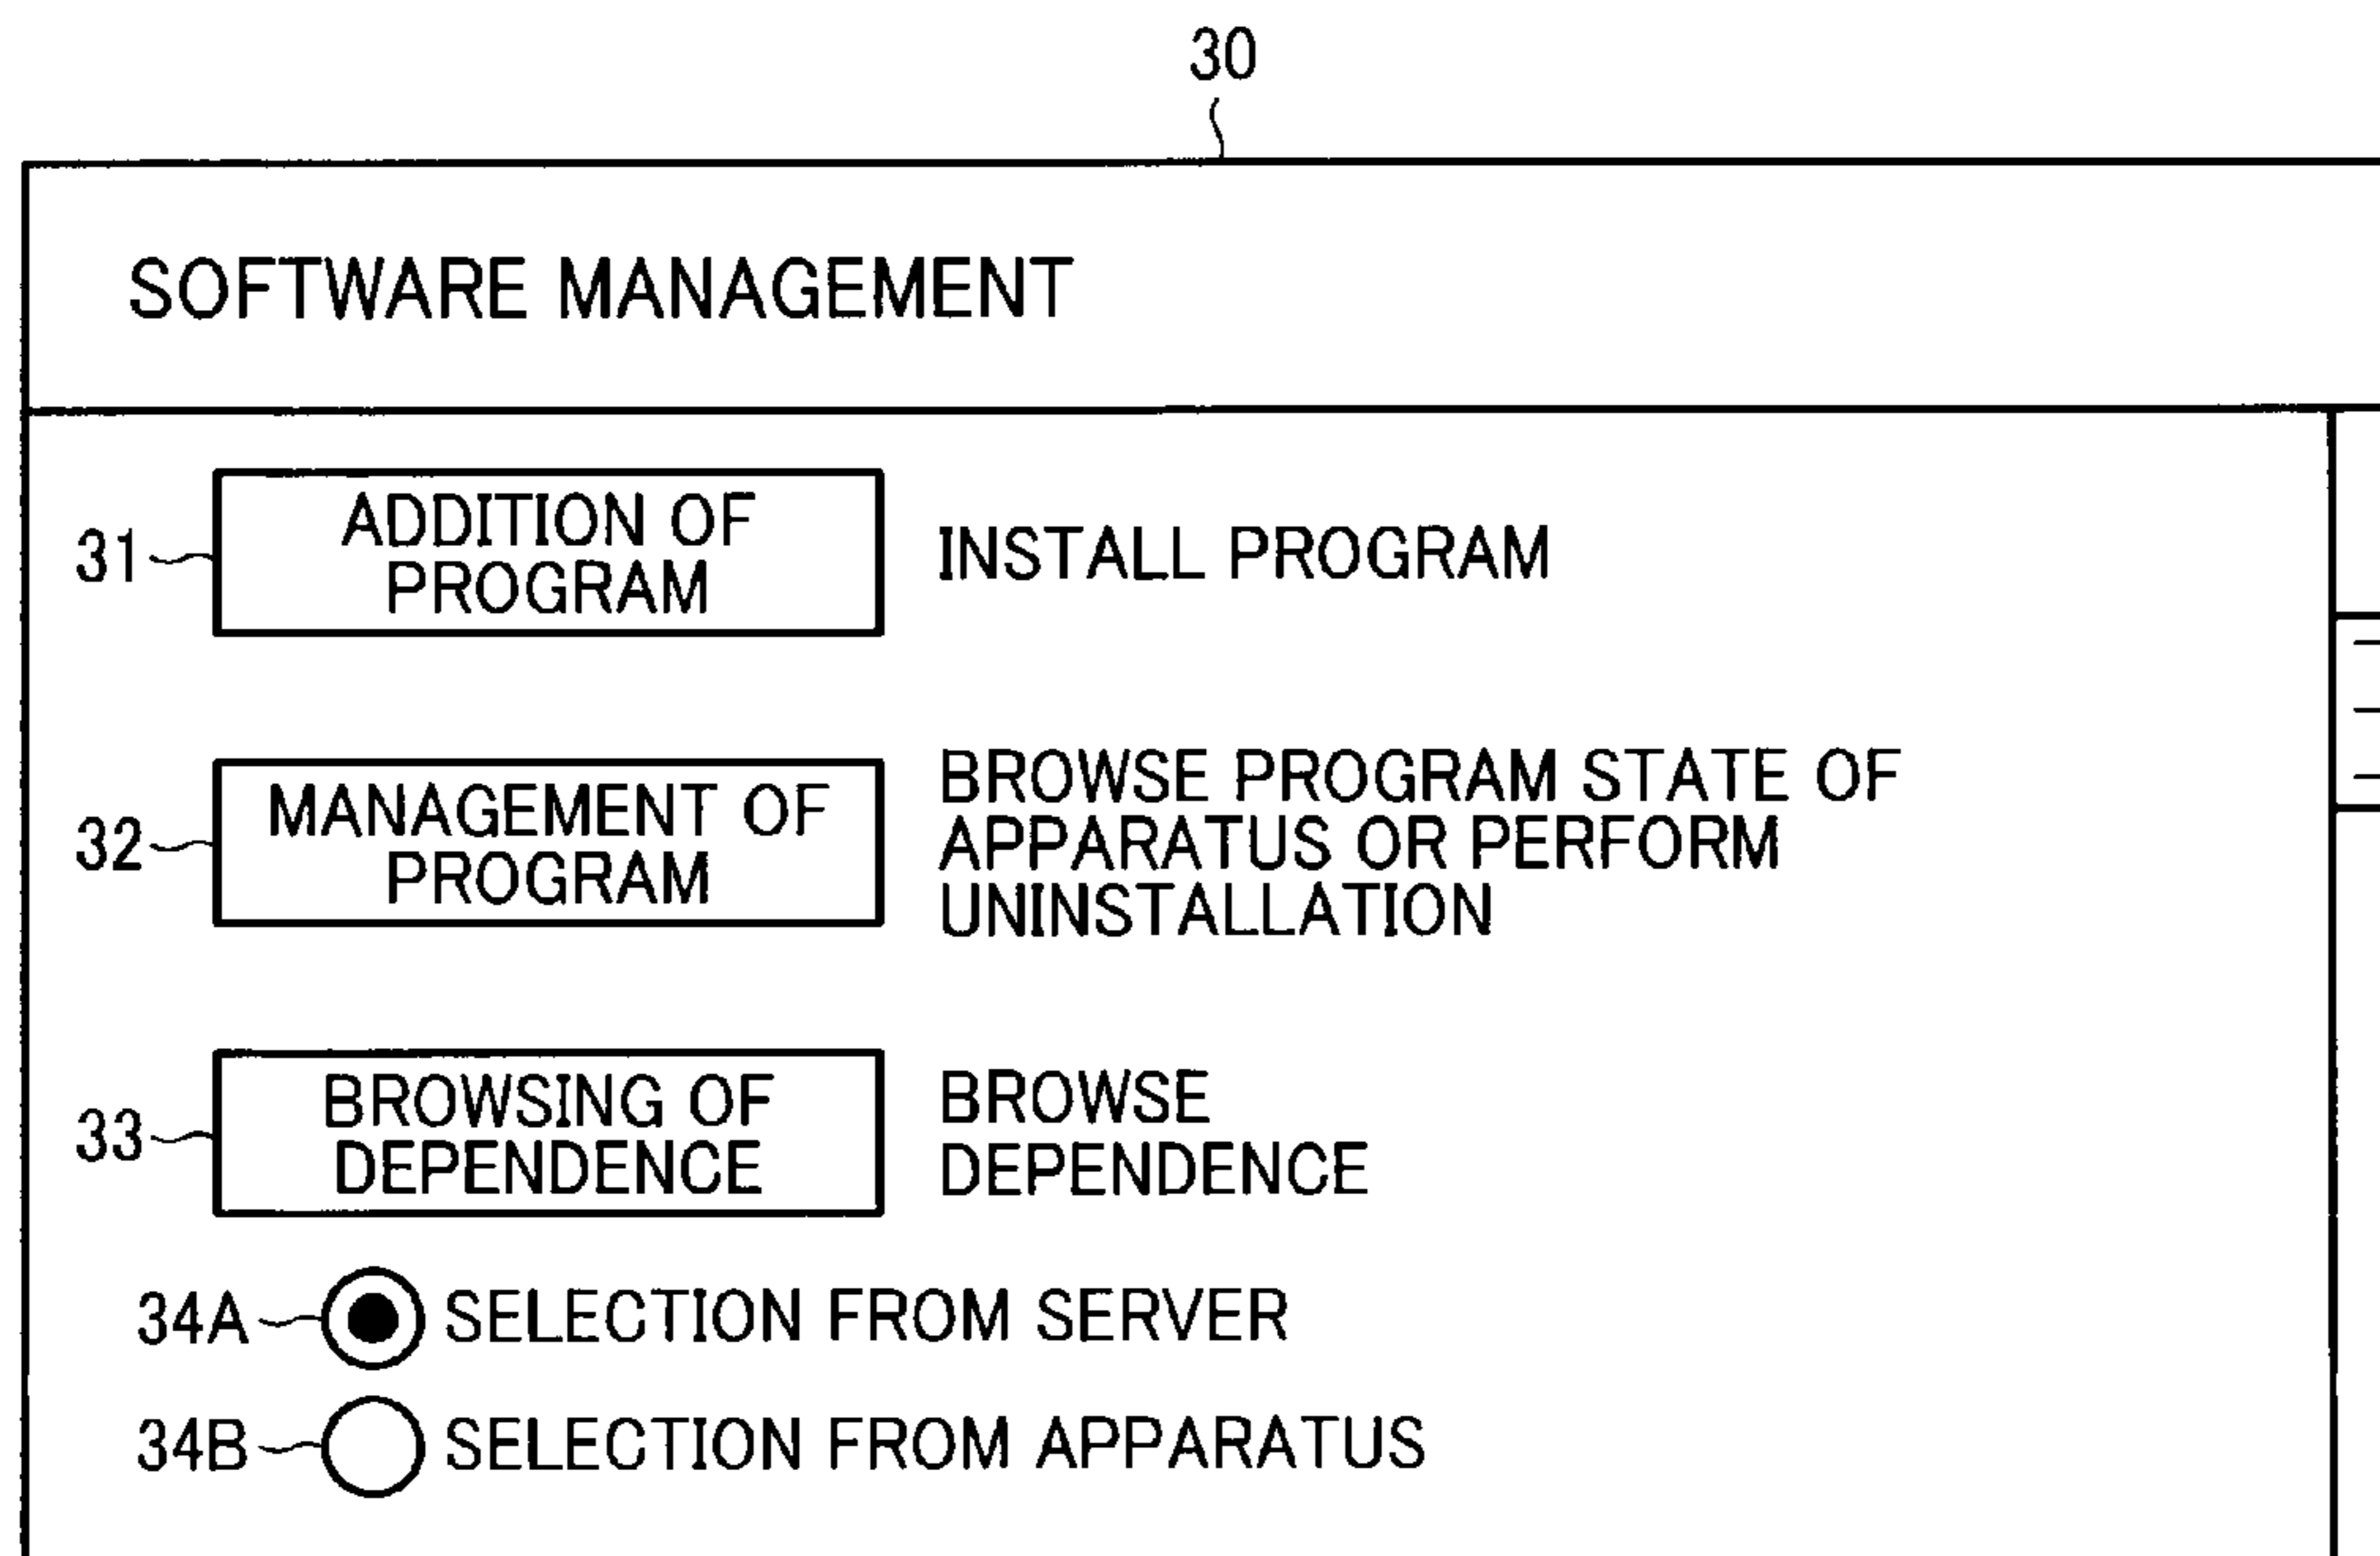 30
SOFTWARE MANAGEMENT
31
ADDITION OF
PROGRAM
INSTALL PROGRAM
32
MANAGEMENT OF
PROGRAM
BROWSE PROGRAM STATE OF
APPARATUS OR PERFORM
UNINSTALLATION
33
BROWSING OF
DEPENDENCE
BROWSE
DEPENDENCE
34A SELECTION FROM SERVER
34B SELECTION FROM APPARATUS